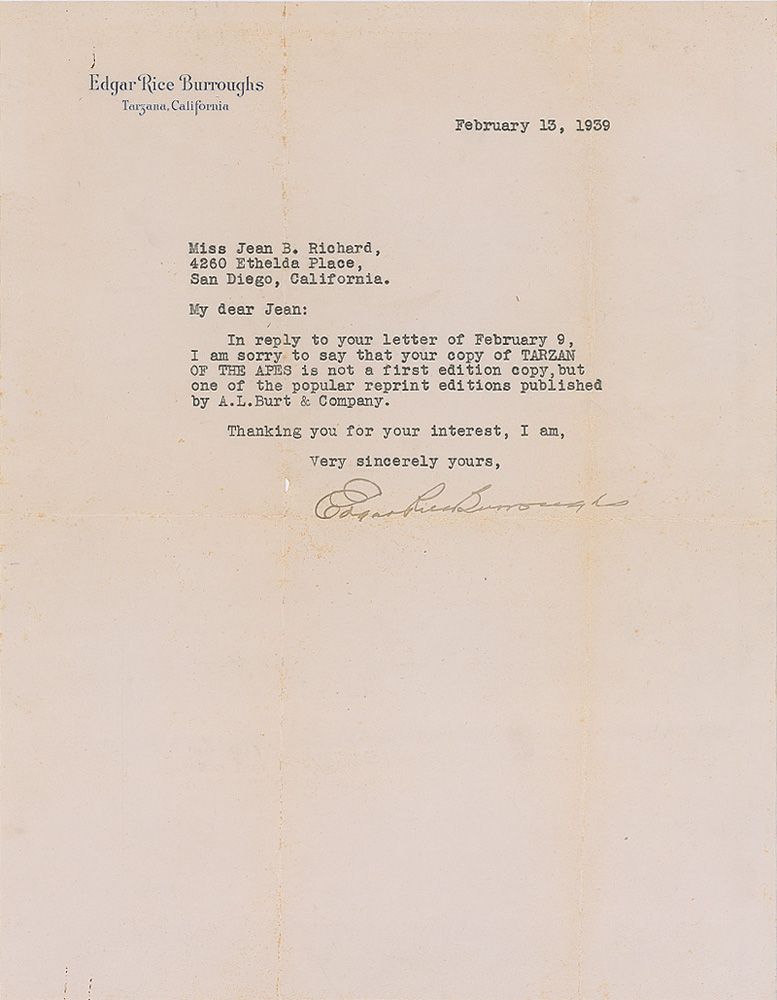 Edgar Rice Burroughs
Tarzana, California
February 13, 1939
Miss Jean B. Richard,
4260 Ethelda Place,
San Diego, California.
My dear Jean:
In reply to your letter of February 9,
I am sorry to say that your copy of TARZAN
OF THE APES is not a first edition copy,but
one of the popular reprint editions published
by A.L.Burt & Company.
Thanking you for your interest, I am,
Very sincerely yours,
Edgar Rice Burroughs